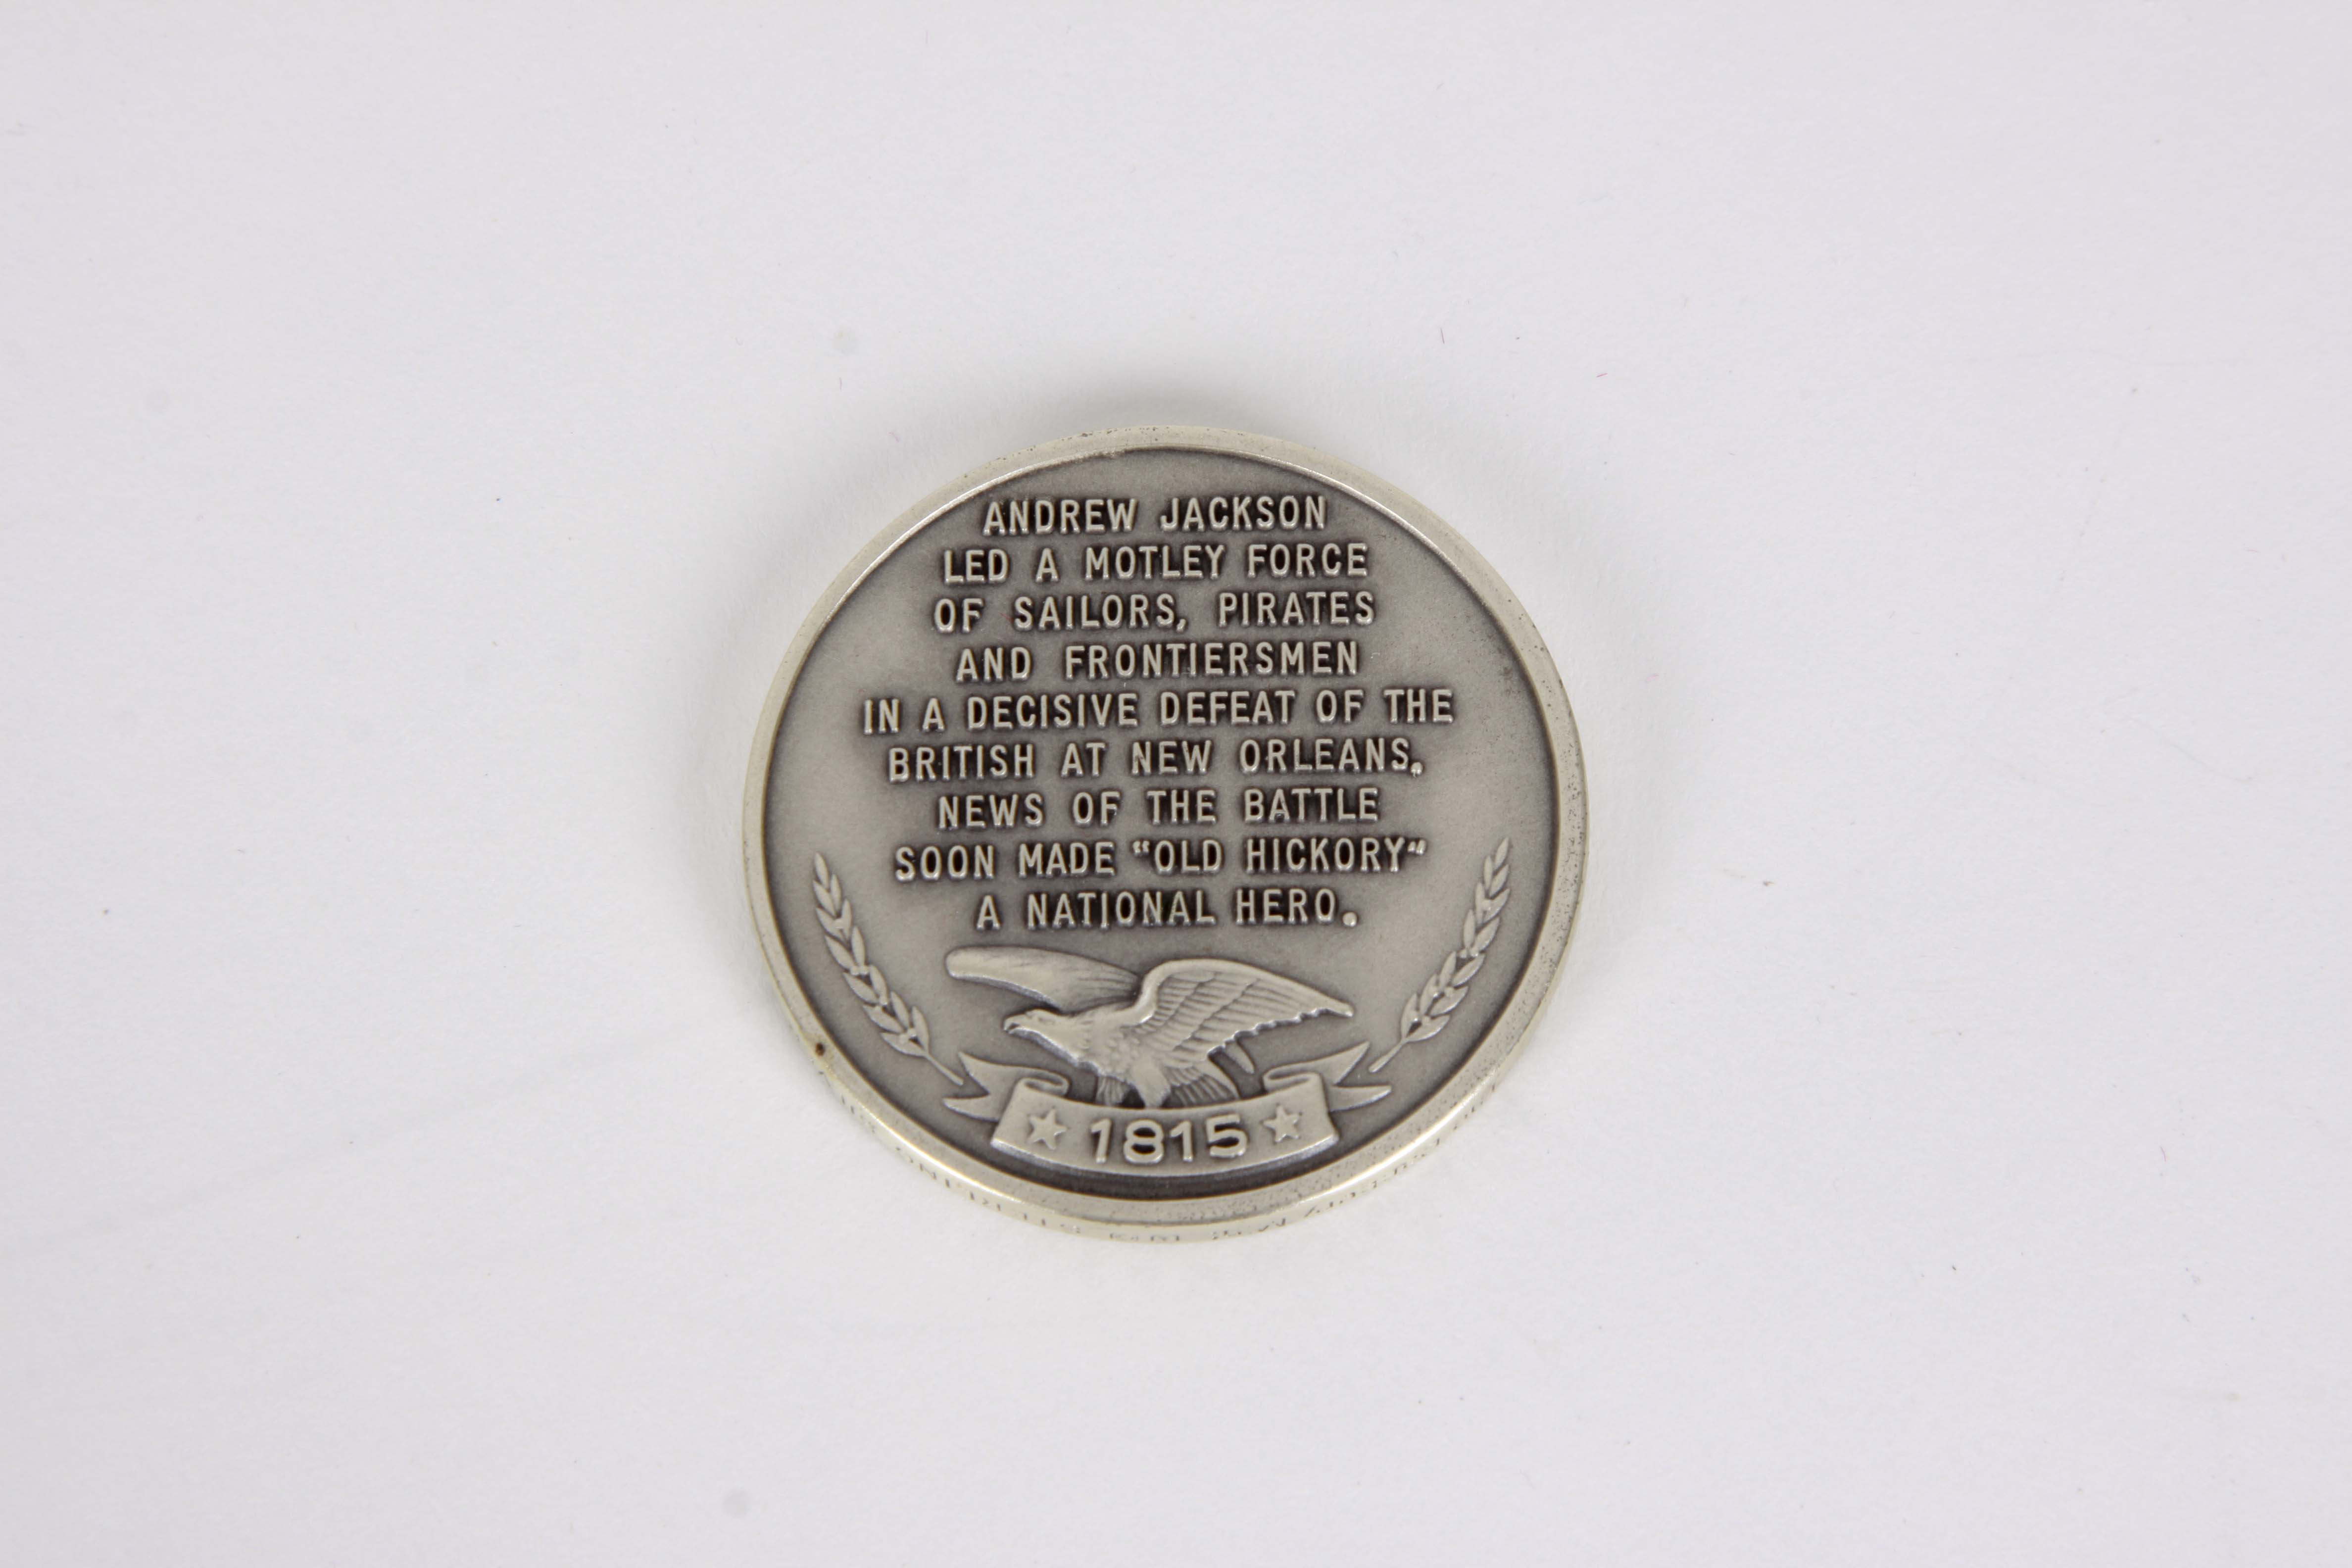 ANDREW JACKSON
LED A MOTLEY FORCE
OF SAILORS, PIRATES
AND FRONTIERSMEN
IN A DECISIVE DEFEAT OF THE
BRITISH AT NEW ORLEANS.
NEWS OF THE BATTLE
SOON MADE "OLD HICKORY"
A NATIONAL HERO.
1815